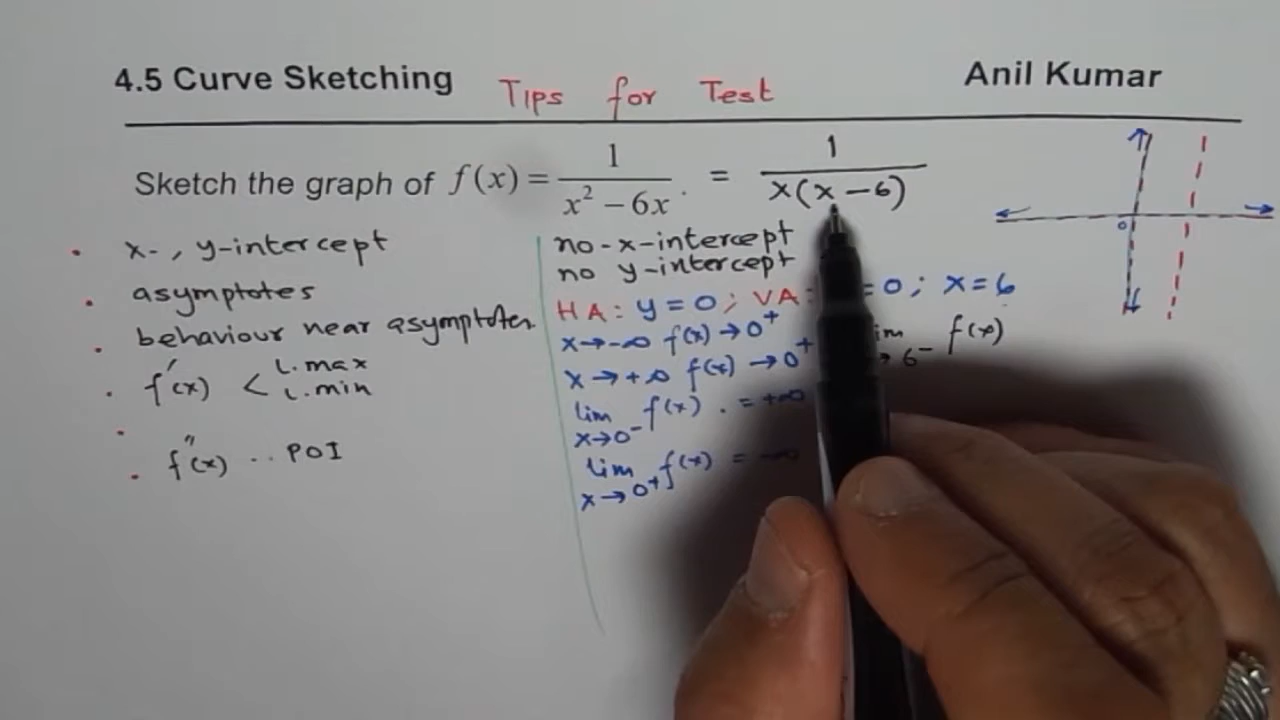 4.5 Curve Sketching Tips for Test Anil Kumar
Sketch the graph of f(x) = 1/(x² − 6x) . = 1/(x(x − 6))
• x- , y-intercept
• asymptotes
• behaviour near asymptotes
• f'(x) < L. max
L. min
• f"(x) .. POI
no - x-intercept
no y-intercept
HA: y = 0 ; VA: = 0 ; x = 6
x → -∞ f(x) → 0⁺
x → +∞ f(x) → 0⁺
lim f(x) . = +∞
x → 0⁻
lim f(x) = -∞
x → 0⁺
f(x)
→ 6⁻
0